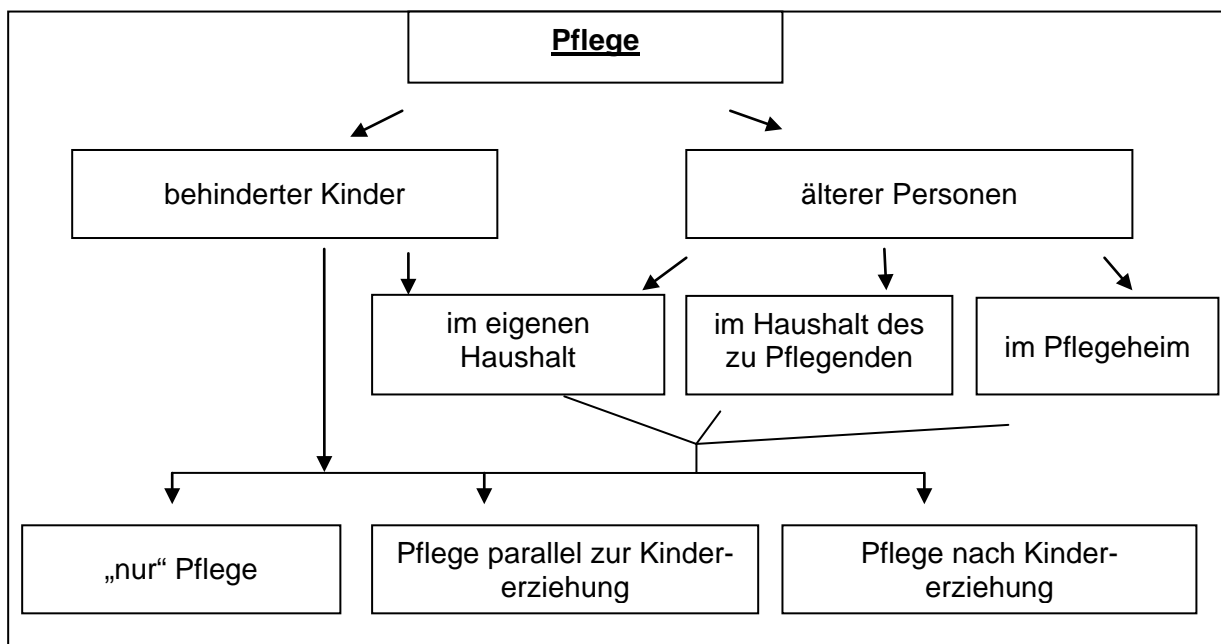 Pflege
behinderter Kinder
älterer Personen
im eigenen
Haushalt
im Haushalt des
zu Pflegenden
im Pflegeheim
„nur“ Pflege
Pflege parallel zur Kinder-
erziehung
Pflege nach Kinder-
erziehung